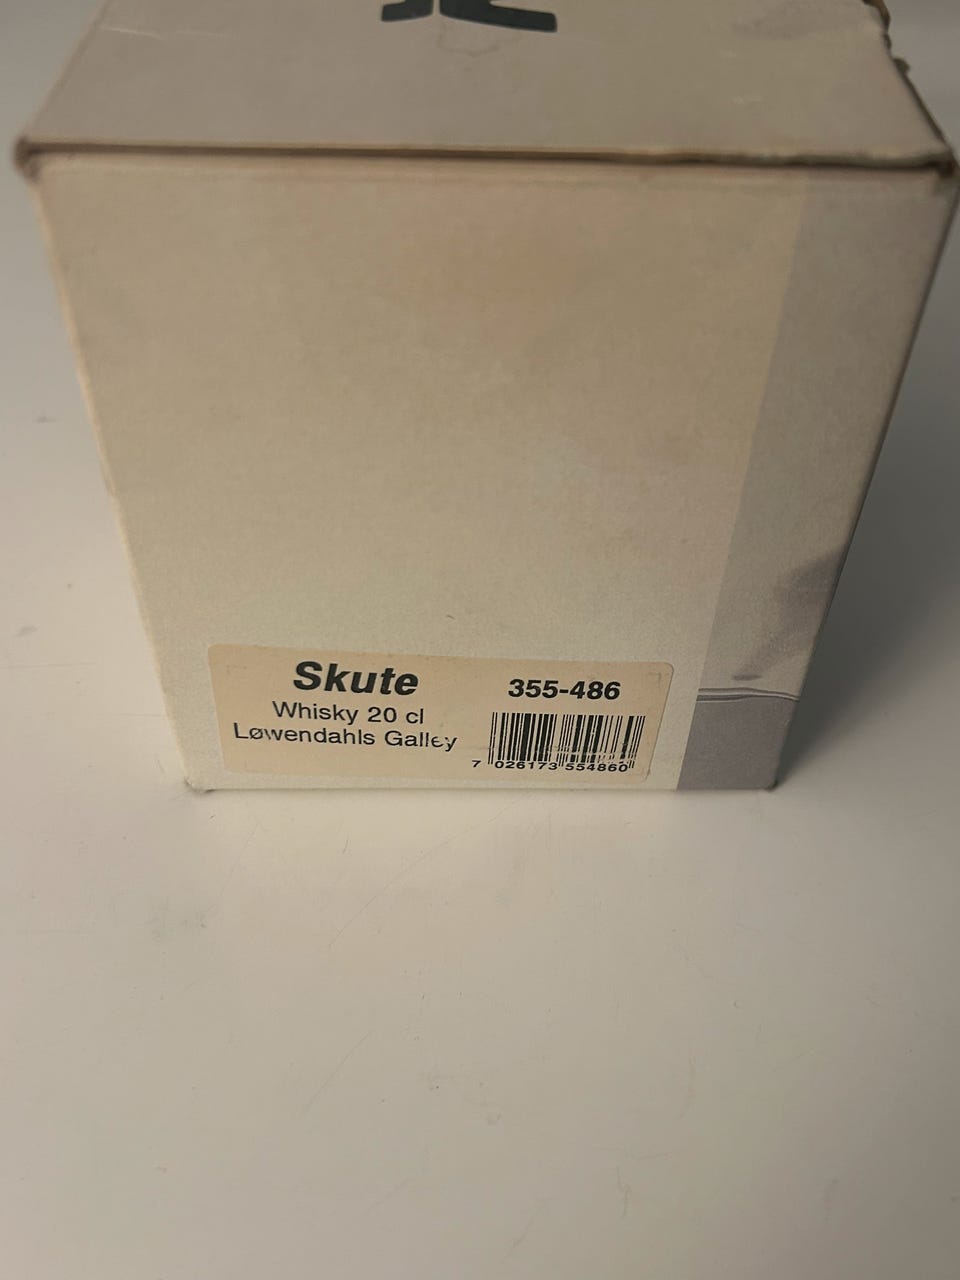 Skute
Whisky 20 cl
Løwendahls Galley
355-486
7 026173 554860